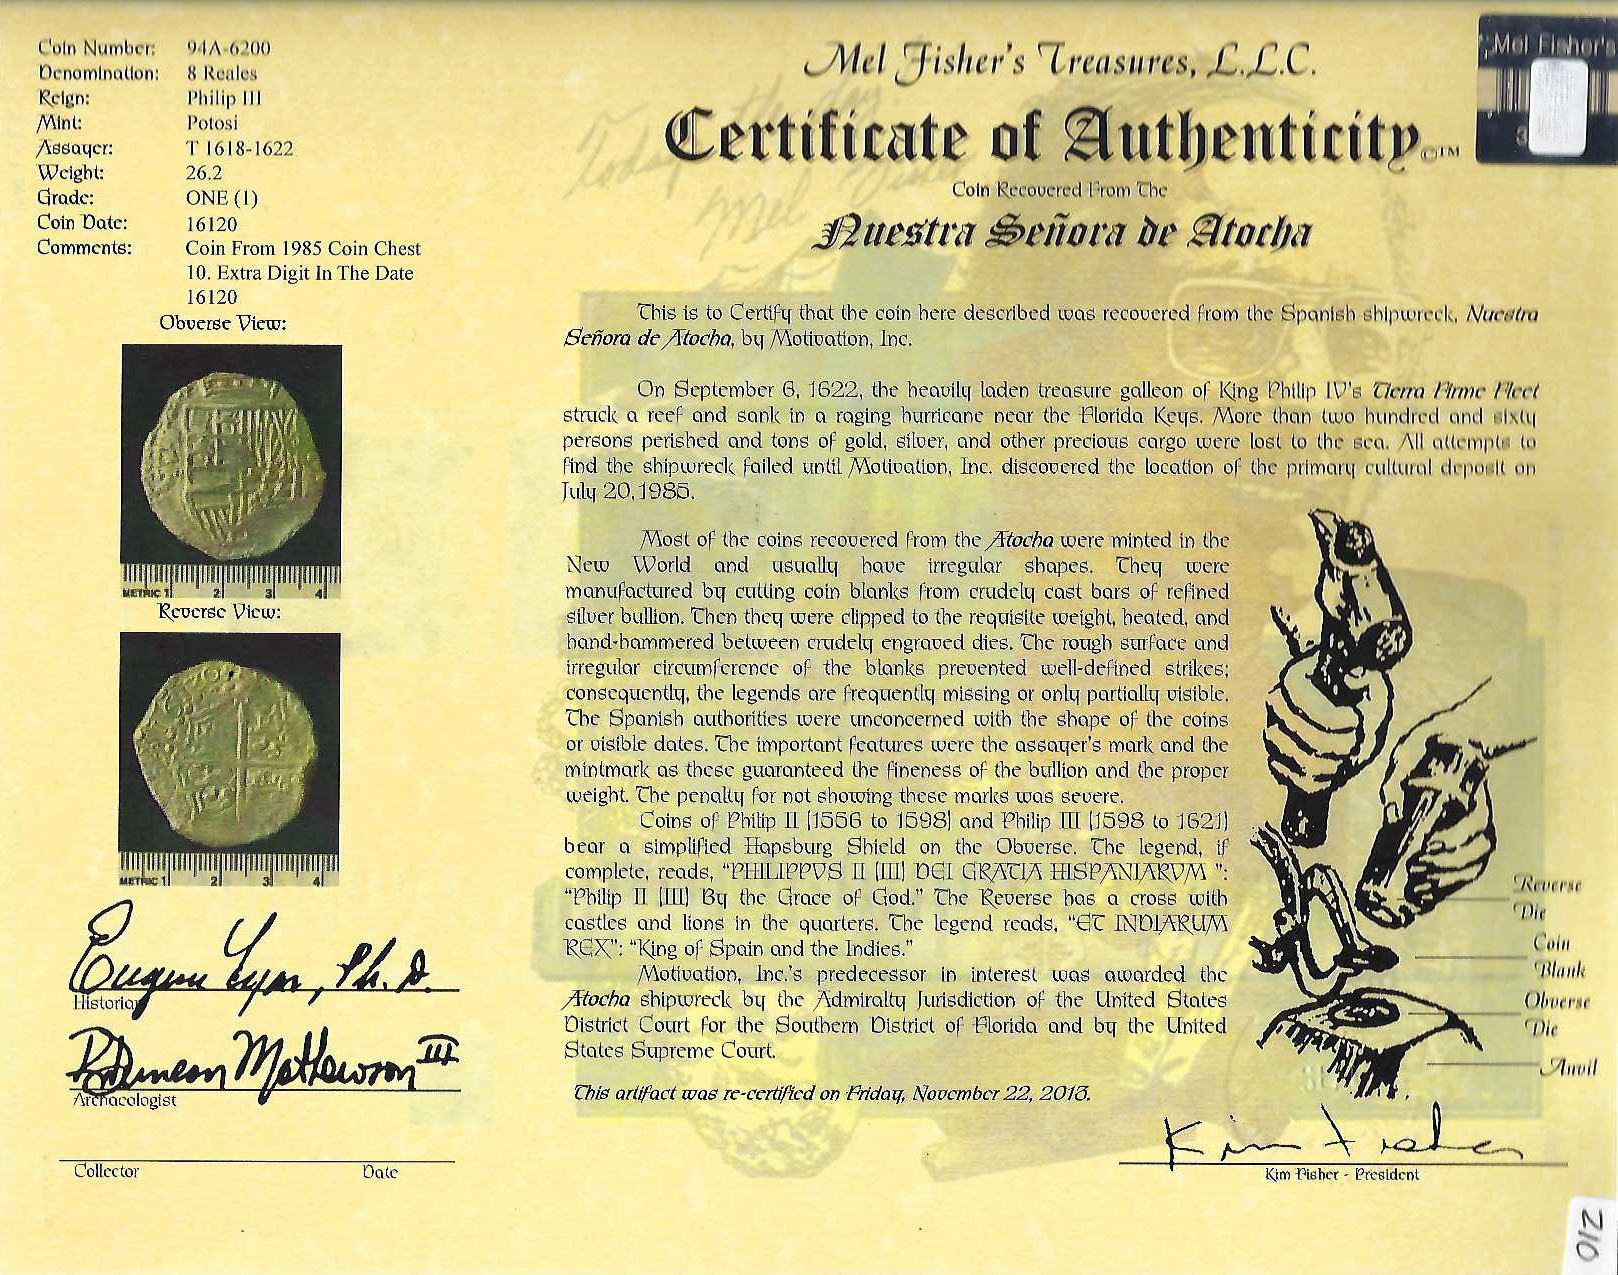 Coin Number: 94A-6200
Denomination: 8 Reales
Reign: Philip III
Mint: Potosi
Assayer: T 1618-1622
Weight: 26.2
Grade: ONE (1)
Coin Date: 16120
Comments: Coin From 1985 Coin Chest
10. Extra Digit In The Date
16120
Obverse View:
METRIC 1 2 3 4
Reverse View:
METRIC 1 2 3 4
Eugene Lyon, Ph.D.
Historian
R Duncan Mathewson III
Archaeologist
Collector Date
Mel Fisher's Treasures, L.L.C.
Certificate of Authenticity ©™
Coin Recovered From The
Nuestra Señora de Atocha
This is to Certify that the coin here described was recovered from the Spanish shipwreck, Nuestra
Señora de Atocha, by Motivation, Inc.
On September 6, 1622, the heavily laden treasure galleon of King Philip IV's Tierra Firme Fleet
struck a reef and sank in a raging hurricane near the Florida Keys. More than two hundred and sixty
persons perished and tons of gold, silver, and other precious cargo were lost to the sea. All attempts to
find the shipwreck failed until Motivation, Inc. discovered the location of the primary cultural deposit on
July 20,1985.
Most of the coins recovered from the Atocha were minted in the
New World and usually have irregular shapes. They were
manufactured by cutting coin blanks from crudely cast bars of refined
silver bullion. Then they were clipped to the requisite weight, heated, and
hand-hammered between crudely engraved dies. The rough surface and
irregular circumference of the blanks prevented well-defined strikes;
consequently, the legends are frequently missing or only partially visible.
The Spanish authorities were unconcerned with the shape of the coins
or visible dates. The important features were the assayer's mark and the
mintmark as these guaranteed the fineness of the bullion and the proper
weight. The penalty for not showing these marks was severe.
Coins of Philip II (1556 to 1598) and Philip III (1598 to 1621)
bear a simplified Hapsburg Shield on the Obverse. The legend, if
complete, reads, "PHILIPPVS II (III) DEI GRATIA HISPANIARVM ":
"Philip II (III) By the Grace of God." The Reverse has a cross with
castles and lions in the quarters. The legend reads, "ET INDIARUM
REX": "King of Spain and the Indies."
Motivation, Inc.'s predecessor in interest was awarded the
Atocha shipwreck by the Admiralty Jurisdiction of the United States
District Court for the Southern District of Florida and by the United
States Supreme Court.
This artifact was re-certified on Friday, November 22, 2013.
Reverse
Die
Coin
Blank
Obverse
Die
Anvil
Kim Fisher
Kim Fisher - President
Mel Fisher's
3
210